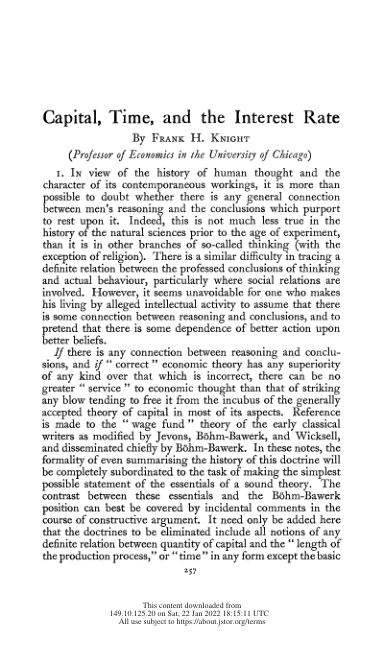 Capital, Time, and the Interest Rate
By Frank H. Knight
(Professor of Economics in the University of Chicago)
1. In view of the history of human thought and the
character of its contemporaneous workings, it is more than
possible to doubt whether there is any general connection
between men's reasoning and the conclusions which purport
to rest upon it. Indeed, this is not much less true in the
history of the natural sciences prior to the age of experiment,
than it is in other branches of so-called thinking (with the
exception of religion). There is a similar difficulty in tracing a
definite relation between the professed conclusions of thinking
and actual behaviour, particularly where social relations are
involved. However, it seems unavoidable for one who makes
his living by alleged intellectual activity to assume that there
is some connection between reasoning and conclusions, and to
pretend that there is some dependence of better action upon
better beliefs.
If there is any connection between reasoning and conclu-
sions, and if " correct " economic theory has any superiority
of any kind over that which is incorrect, there can be no
greater " service " to economic thought than that of striking
any blow tending to free it from the incubus of the generally
accepted theory of capital in most of its aspects. Reference
is made to the " wage fund " theory of the early classical
writers as modified by Jevons, Böhm-Bawerk, and Wicksell,
and disseminated chiefly by Böhm-Bawerk. In these notes, the
formality of even summarising the history of this doctrine will
be completely subordinated to the task of making the simplest
possible statement of the essentials of a sound theory. The
contrast between these essentials and the Böhm-Bawerk
position can best be covered by incidental comments in the
course of constructive argument. It need only be added here
that the doctrines to be eliminated include all notions of any
definite relation between quantity of capital and the " length of
the production process," or " time " in any form except the basic
257
This content downloaded from
149.10.125.20 on Sat, 22 Jan 2022 18:15:11 UTC
All use subject to https://about.jstor.org/terms